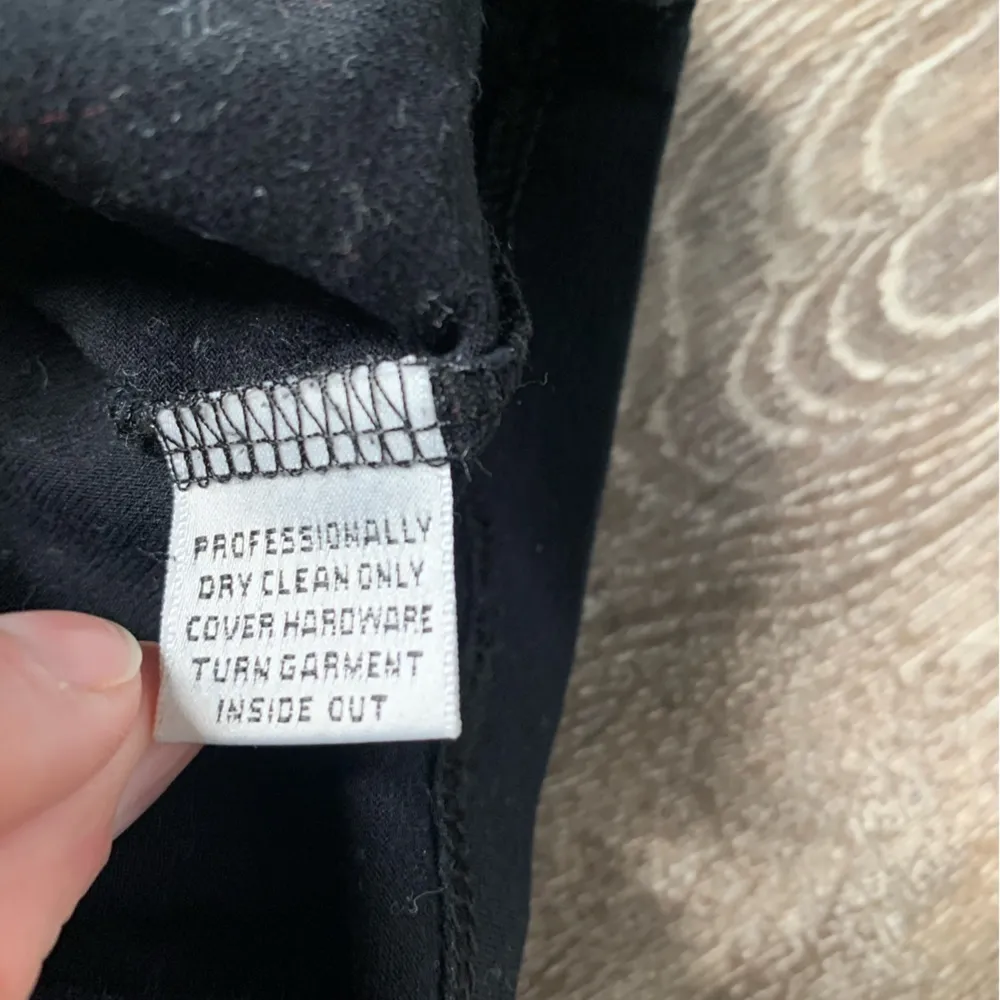 PROFESSIONALLY
DRY CLEAN ONLY
COVER HARDWARE
TURN GARMENT
INSIDE OUT